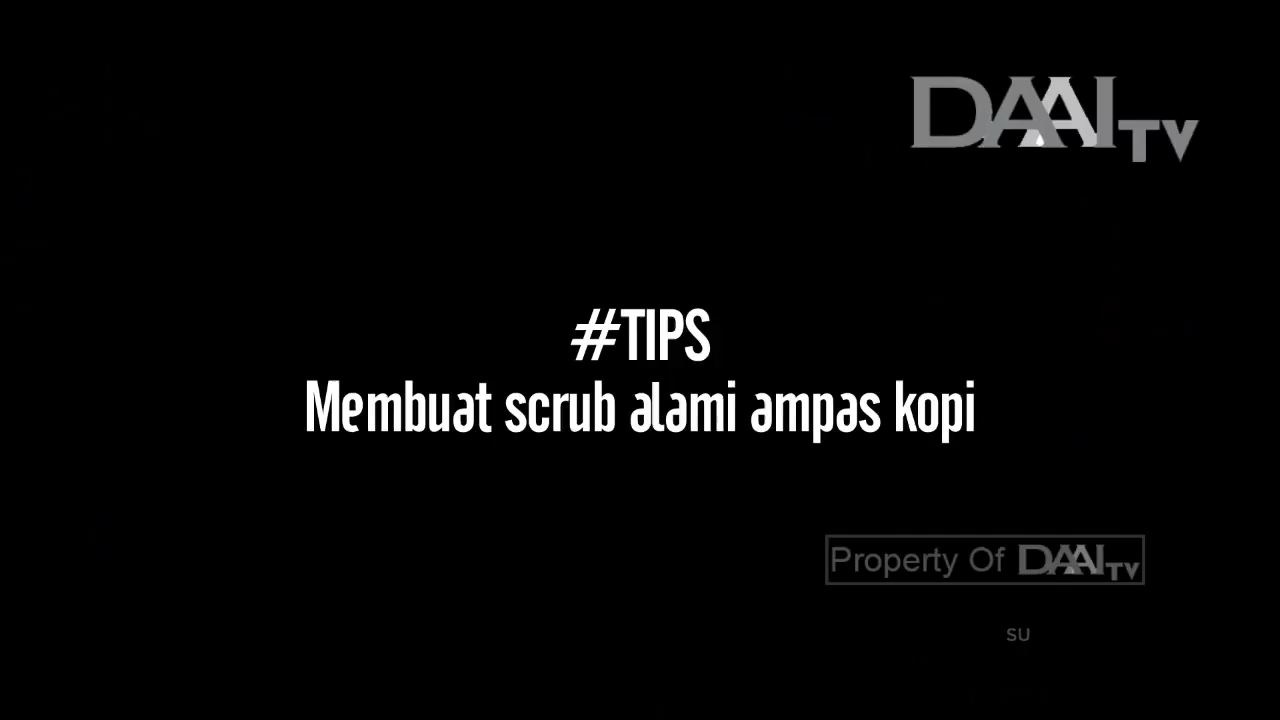 DAAI TV
#TIPS
Membuat scrub alami ampas kopi
Property Of DAAI TV
SU